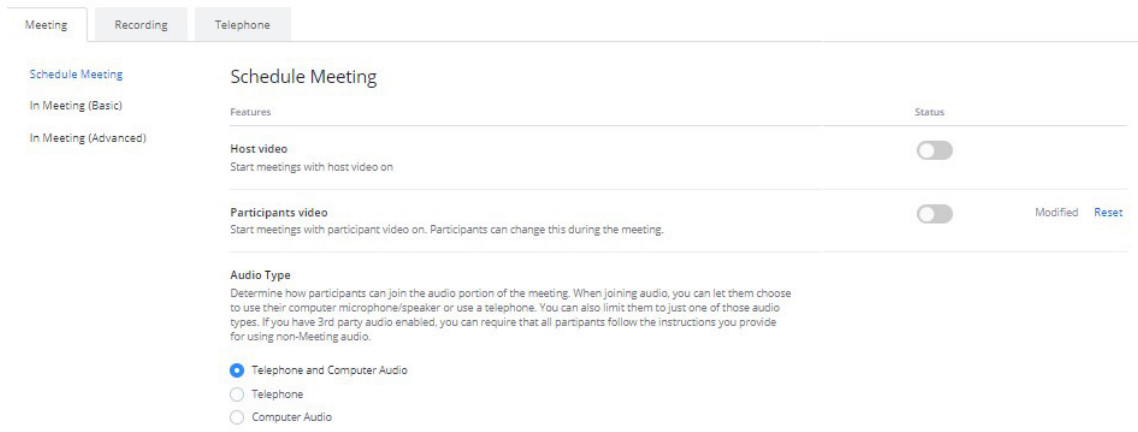 Meeting
Recording
Telephone
Schedule Meeting
In Meeting (Basic)
In Meeting (Advanced)
Schedule Meeting
Features
Status
Host video
Start meetings with host video on
Participants video
Start meetings with participant video on. Participants can change this during the meeting.
Modified
Reset
Audio Type
Determine how participants can join the audio portion of the meeting. When joining audio, you can let them choose
to use their computer microphone/speaker or use a telephone. You can also limit them to just one of those audio
types. If you have 3rd party audio enabled, you can require that all partipants follow the instructions you provide
for using non-Meeting audio.
Telephone and Computer Audio
Telephone
Computer Audio